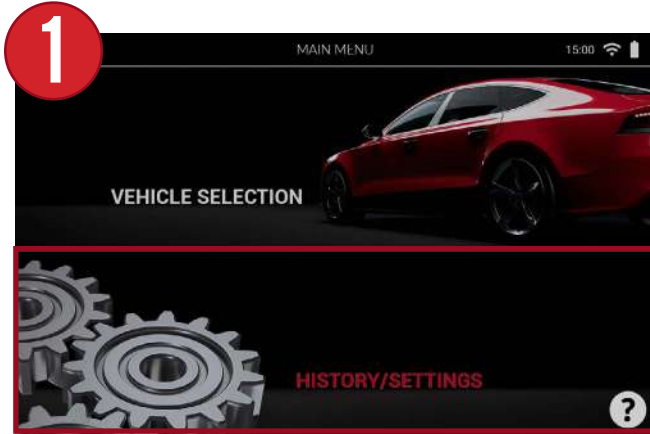 1
MAIN MENU 15:00
VEHICLE SELECTION
HISTORY/SETTINGS
?